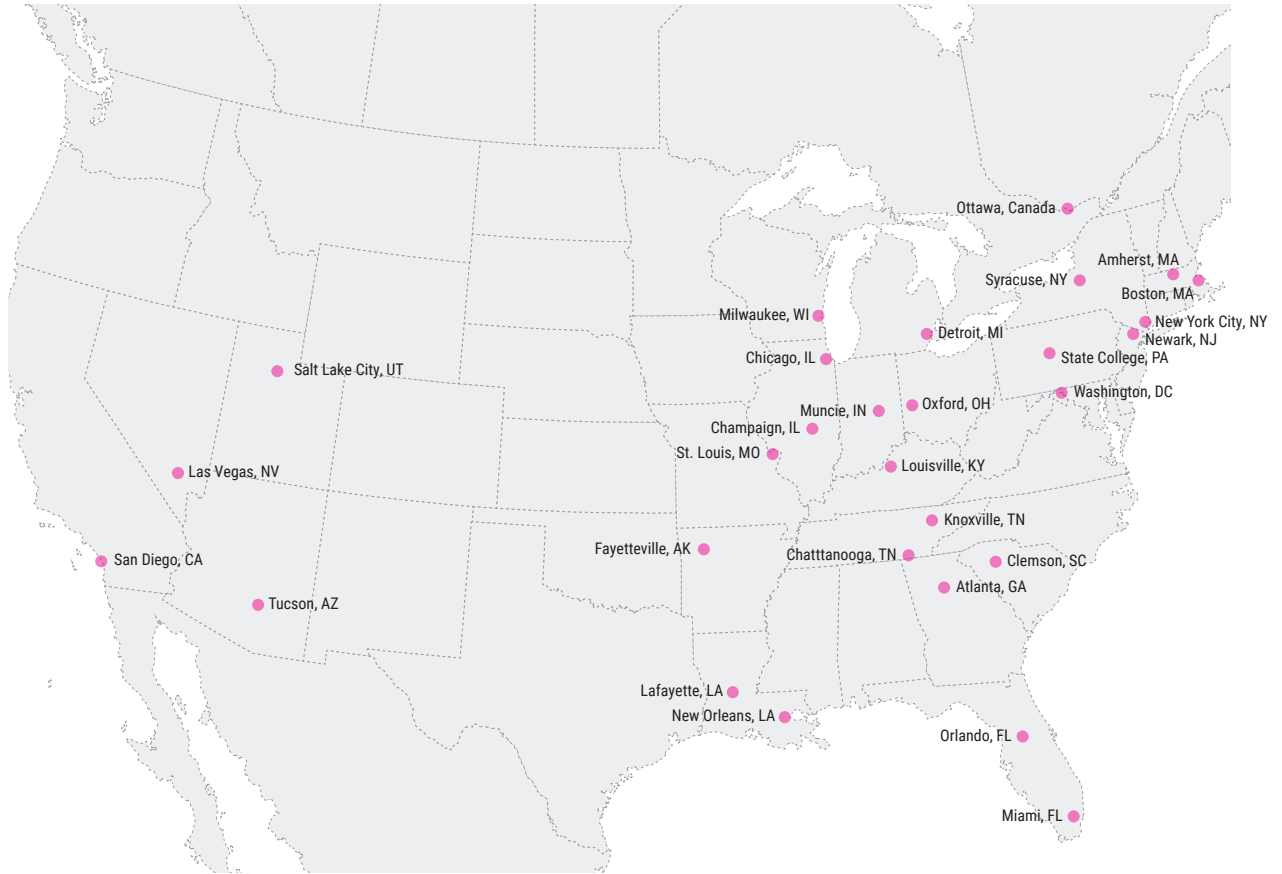 Ottawa, Canada
Amherst, MA
Syracuse, NY
Boston, MA
Milwaukee, WI
New York City, NY
Detroit, MI
Newark, NJ
Chicago, IL
State College, PA
Salt Lake City, UT
Washington, DC
Oxford, OH
Muncie, IN
Champaign, IL
St. Louis, MO
Louisville, KY
Las Vegas, NV
Knoxville, TN
Fayetteville, AK
Chatttanooga, TN
San Diego, CA
Clemson, SC
Atlanta, GA
Tucson, AZ
Lafayette, LA
New Orleans, LA
Orlando, FL
Miami, FL